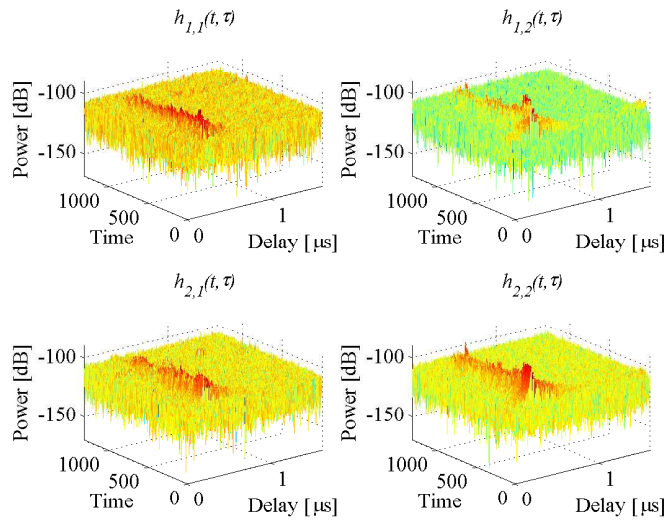 h1,1(t,τ)
h1,2(t,τ)
-100
-150
Power [dB]
1000
500
0
Time
0
1
Delay [μs]
-100
-150
Power [dB]
1000
500
0
Time
0
1
Delay [μs]
h2,1(t,τ)
h2,2(t,τ)
-100
-150
Power [dB]
1000
500
0
Time
0
1
Delay [μs]
-100
-150
Power [dB]
1000
500
0
Time
0
1
Delay [μs]